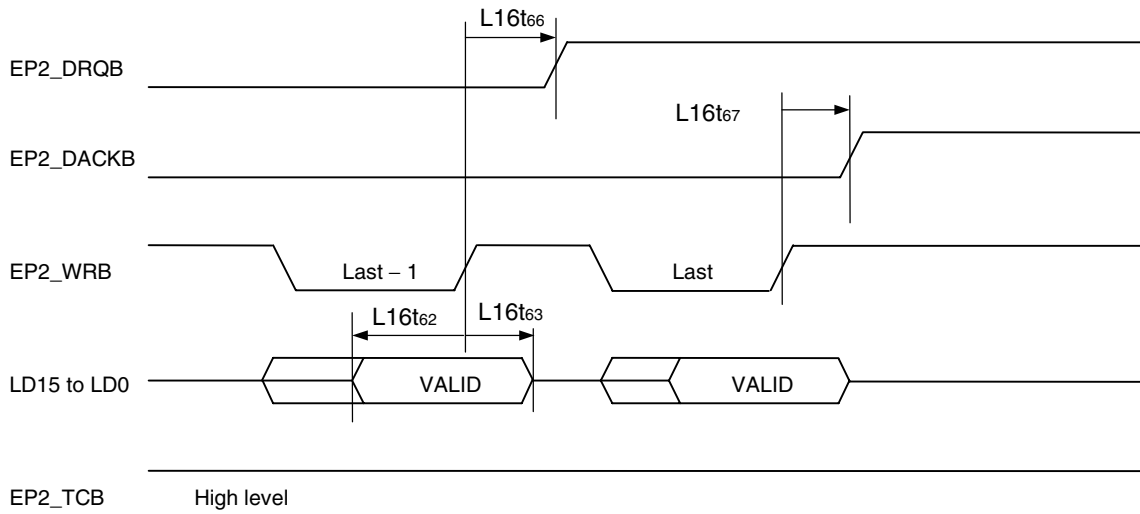 L16t66
EP2_DRQB
L16t67
EP2_DACKB
EP2_WRB
Last – 1
Last
L16t62
L16t63
LD15 to LD0
VALID
VALID
EP2_TCB
High level